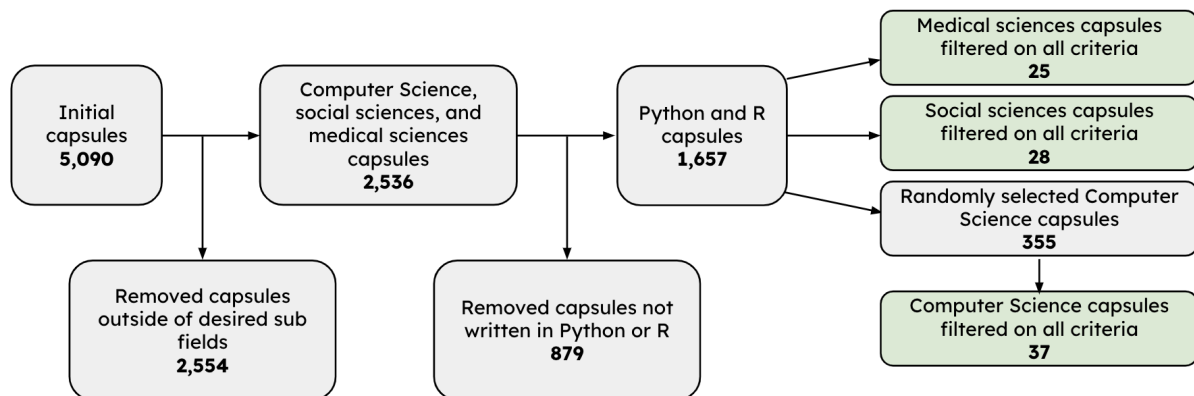 Initial
capsules
5,090
Computer Science,
social sciences, and
medical sciences
capsules
2,536
Python and R
capsules
1,657
Medical sciences capsules
filtered on all criteria
25
Social sciences capsules
filtered on all criteria
28
Randomly selected Computer
Science capsules
355
Computer Science capsules
filtered on all criteria
37
Removed capsules
outside of desired sub
fields
2,554
Removed capsules not
written in Python or R
879